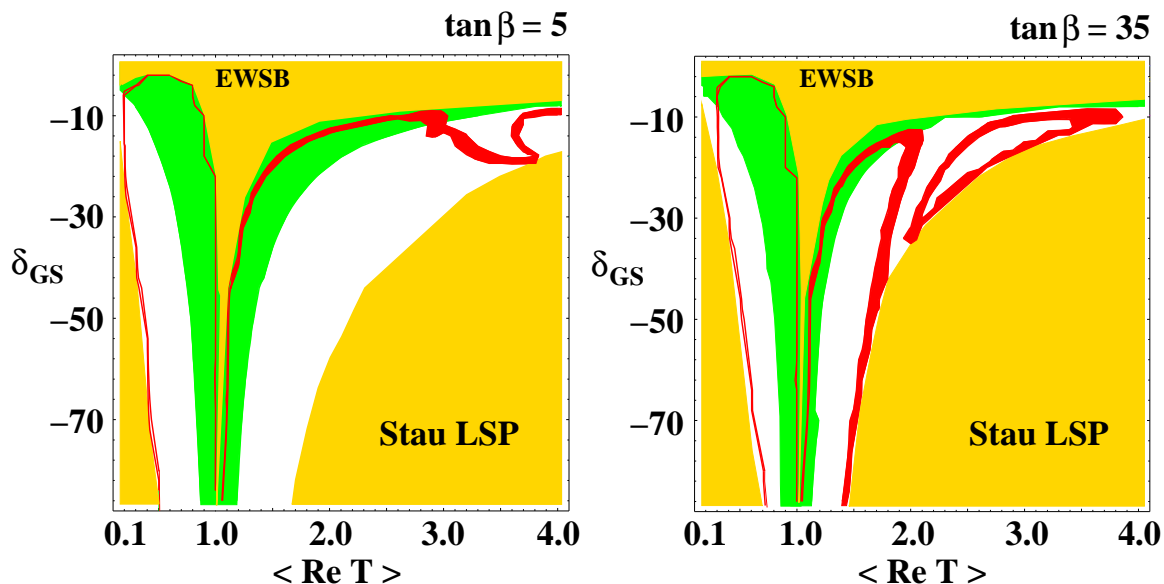 tan β = 5
EWSB
−10
−30
δGS
−50
−70
Stau LSP
0.1 1.0 2.0 3.0 4.0
< Re T >
tan β = 35
EWSB
−10
−30
δGS
−50
−70
Stau LSP
0.1 1.0 2.0 3.0 4.0
< Re T >